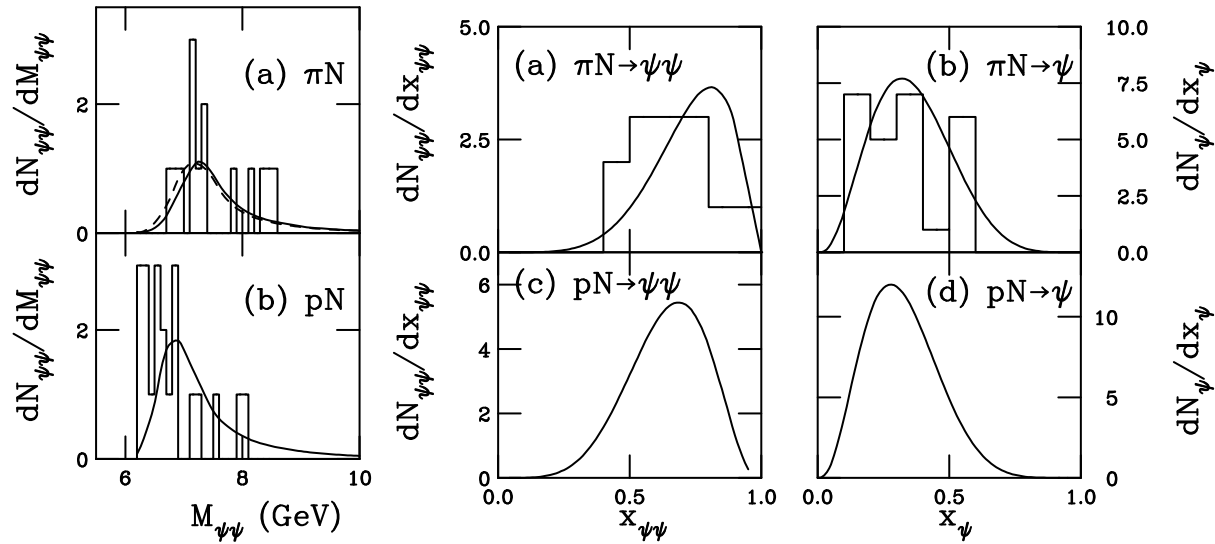 (a) πN
dN_ψψ/dM_ψψ
2
0
(b) pN
dN_ψψ/dM_ψψ
2
0
6 8 10
M_ψψ (GeV)
5.0
2.5
0.0
dN_ψψ/dx_ψψ
(a) πN→ψψ
(b) πN→ψ
10.0
7.5
5.0
2.5
0.0
dN_ψ/dx_ψ
6
4
2
0
dN_ψψ/dx_ψψ
(c) pN→ψψ
(d) pN→ψ
10
5
0
dN_ψ/dx_ψ
0.0 0.5 1.0
x_ψψ
0.0 0.5 1.0
x_ψ